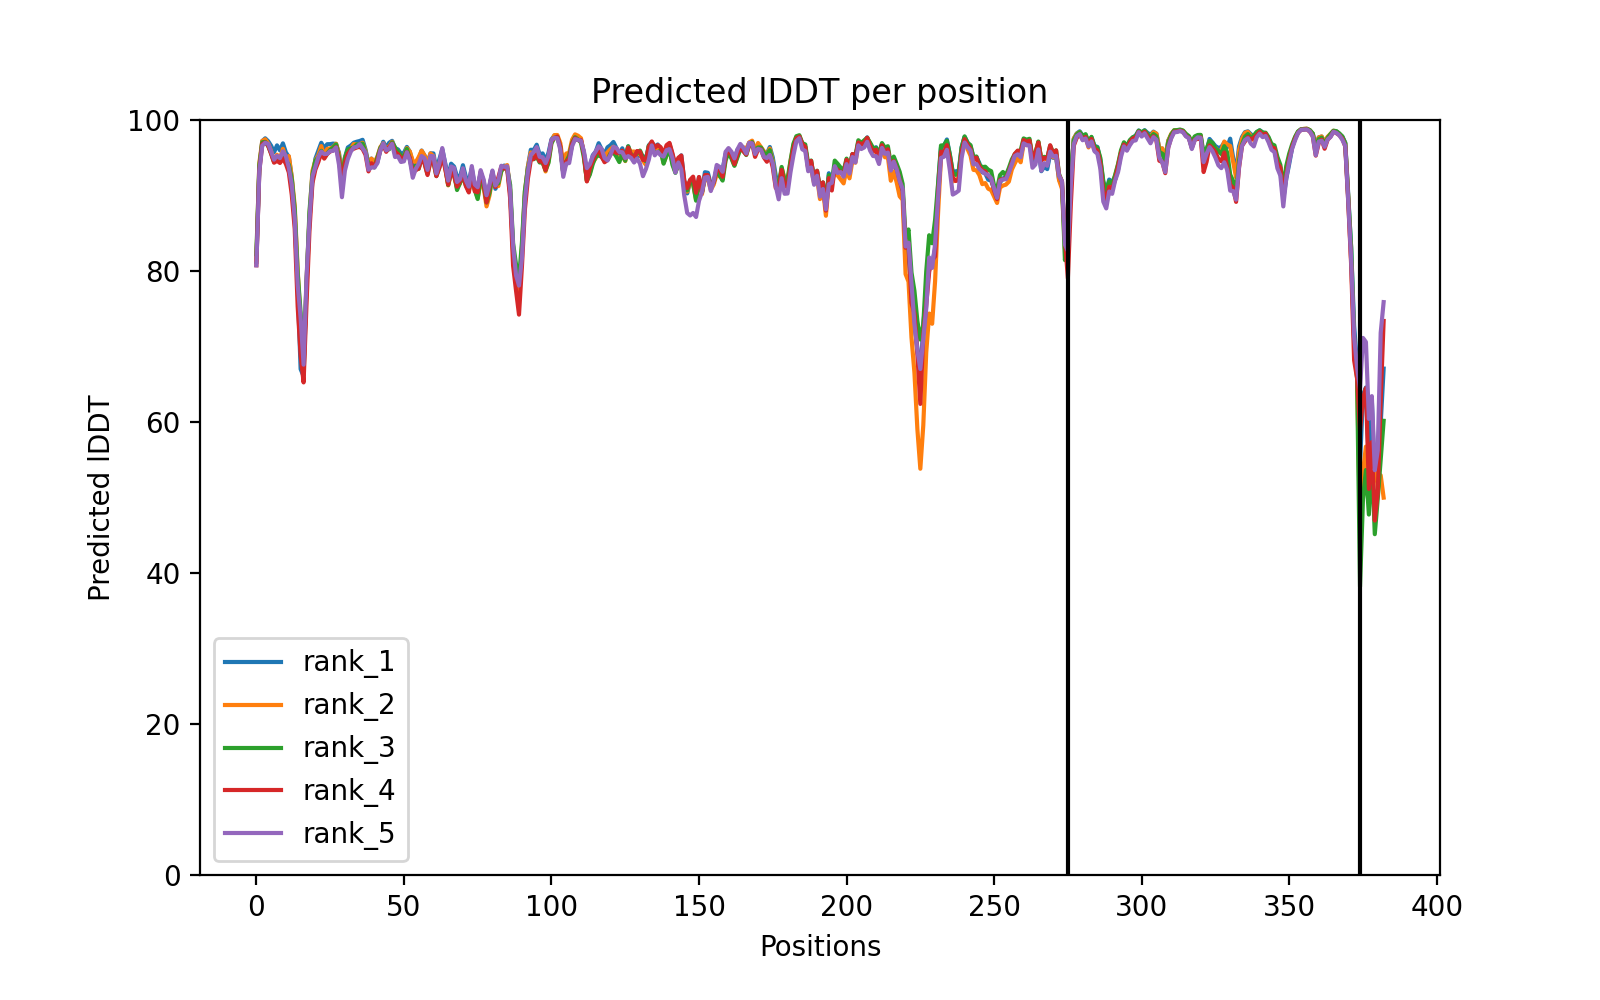 Predicted lDDT per position
100
80
60
40
20
0
Predicted lDDT
rank_1
rank_2
rank_3
rank_4
rank_5
0 50 100 150 200 250 300 350 400
Positions